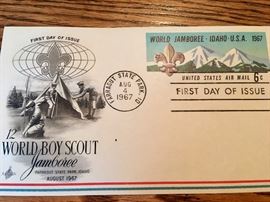 FIRST DAY OF ISSUE
12th
WORLD BOY SCOUT
Jamboree
FARRAGUT STATE PARK, IDAHO
AUGUST 1967
FARRAGUT STATE PARK, ID
AUG
4
1967
WORLD JAMBOREE · IDAHO · U.S.A. 1967
UNITED STATES AIR MAIL 6c
FIRST DAY OF ISSUE